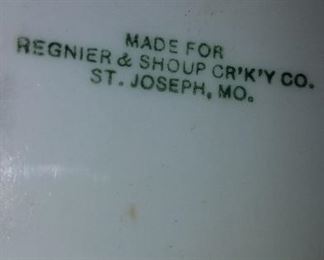 MADE FOR
REGNIER & SHOUP CR'K'Y CO.
ST. JOSEPH, MO.